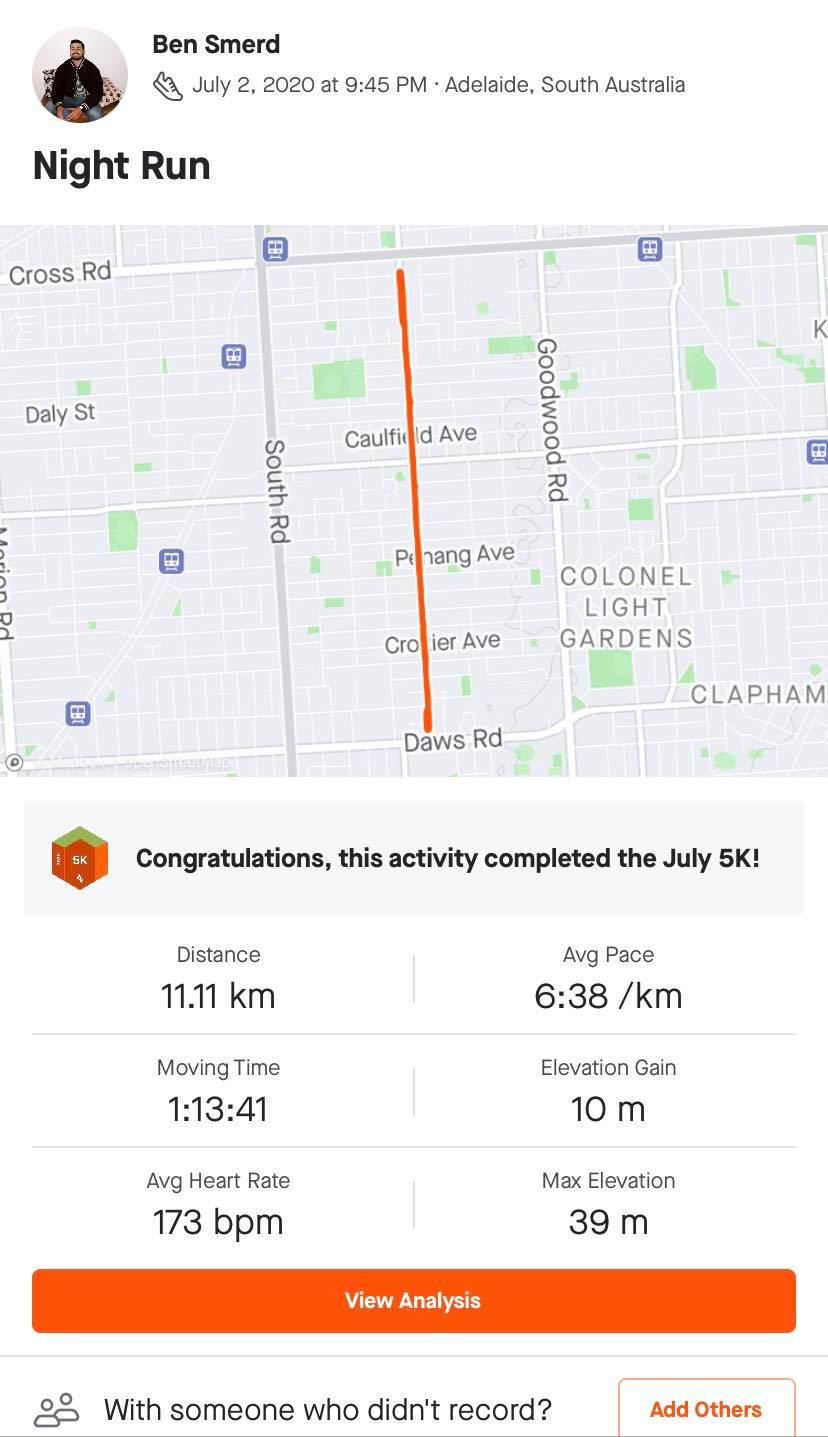 Ben Smerd
July 2, 2020 at 9:45 PM · Adelaide, South Australia
Night Run
Cross Rd
K
Goodwood Rd
Daly St
Caulfield Ave
South Rd
Marion Rd
Penang Ave
COLONEL
LIGHT
GARDENS
Crozier Ave
CLAPHAM
Daws Rd
Mapbox © OpenStreetMap
5K
Congratulations, this activity completed the July 5K!
Distance
Avg Pace
11.11 km
6:38 /km
Moving Time
Elevation Gain
1:13:41
10 m
Avg Heart Rate
Max Elevation
173 bpm
39 m
View Analysis
With someone who didn't record?
Add Others